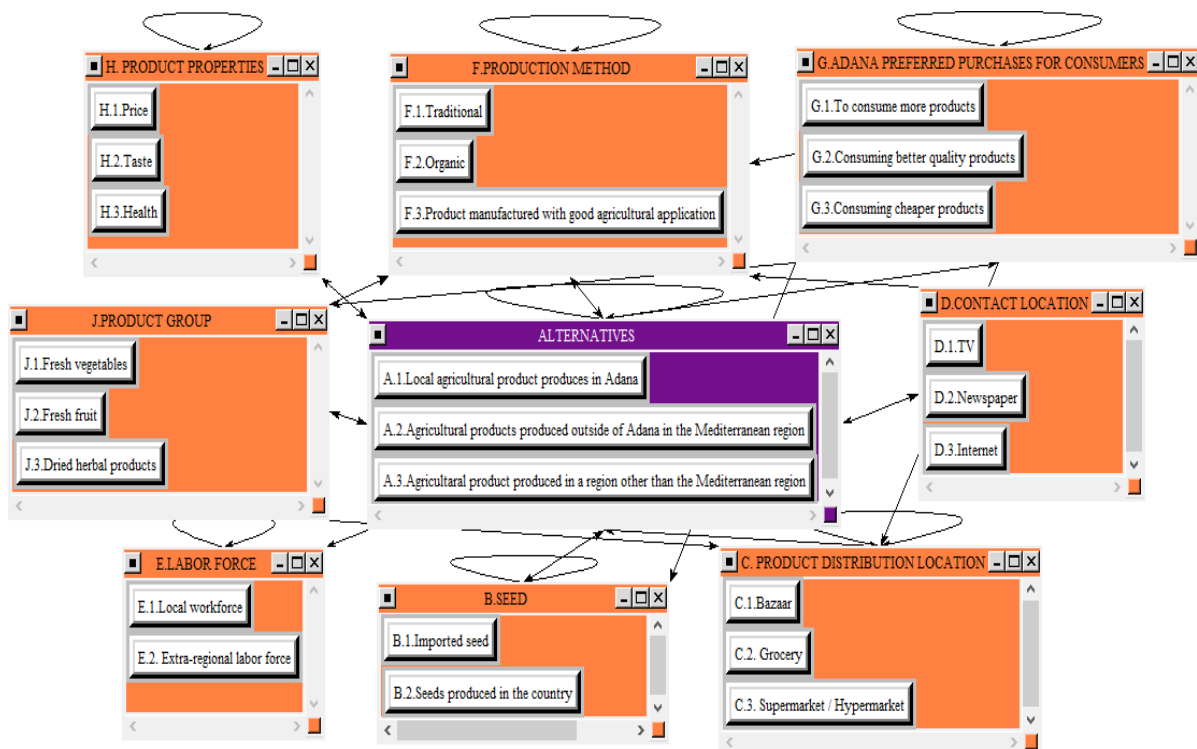 H. PRODUCT PROPERTIES
H.1.Price
H.2.Taste
H.3.Health
F.PRODUCTION METHOD
F.1.Traditional
F.2.Organic
F.3.Product manufactured with good agricultural application
G.ADANA PREFERRED PURCHASES FOR CONSUMERS
G.1.To consume more products
G.2.Consuming better quality products
G.3.Consuming cheaper products
J.PRODUCT GROUP
J.1.Fresh vegetables
J.2.Fresh fruit
J.3.Dried herbal products
ALTERNATIVES
A.1.Local agricultural product produces in Adana
A.2.Agricultural products produced outside of Adana in the Mediterranean region
A.3.Agricultaral product produced in a region other than the Mediterranean region
D.CONTACT LOCATION
D.1.TV
D.2.Newspaper
D.3.Internet
E.LABOR FORCE
E.1.Local workforce
E.2. Extra-regional labor force
B.SEED
B.1.Imported seed
B.2.Seeds produced in the country
C. PRODUCT DISTRIBUTION LOCATION
C.1.Bazaar
C.2. Grocery
C.3. Supermarket / Hypermarket